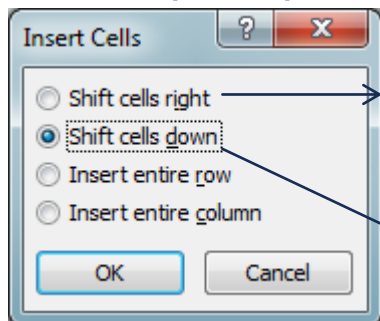 Insert Cells
Shift cells right
Shift cells down
Insert entire row
Insert entire column
OK
Cancel